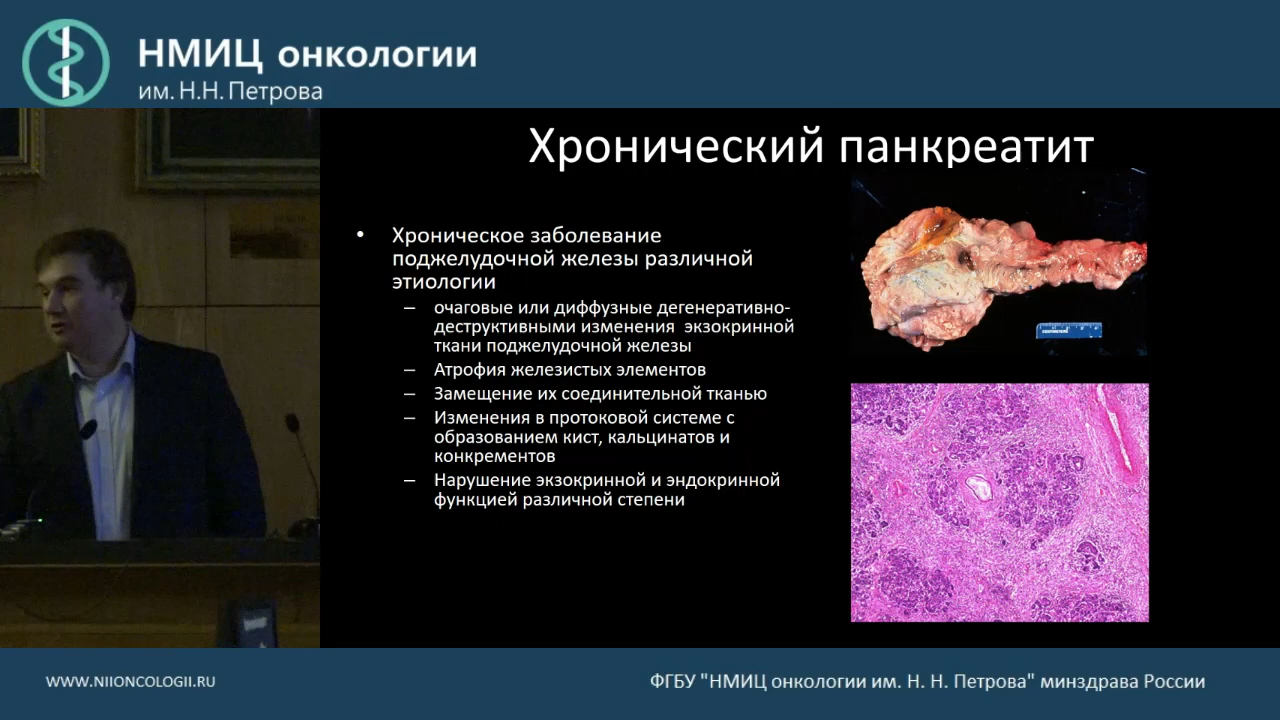 НМИЦ онкологии
им. Н.Н. Петрова
Хронический панкреатит
• Хроническое заболевание
поджелудочной железы различной
этиологии
– очаговые или диффузные дегенеративно-
деструктивными изменения экзокринной
ткани поджелудочной железы
– Атрофия железистых элементов
– Замещение их соединительной тканью
– Изменения в протоковой системе с
образованием кист, кальцинатов и
конкрементов
– Нарушение экзокринной и эндокринной
функцией различной степени
WWW.NIIONCOLOGII.RU
ФГБУ "НМИЦ онкологии им. Н. Н. Петрова" минздрава России